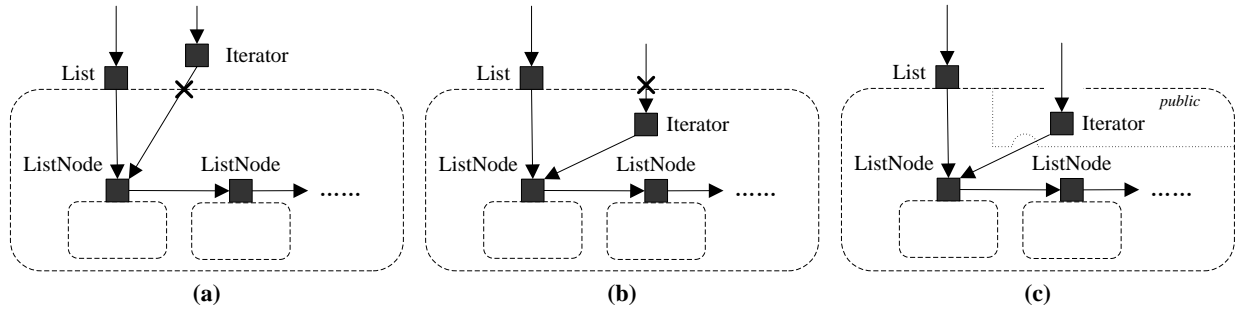 Iterator
List
ListNode
ListNode
......
(a)
List
Iterator
ListNode
ListNode
......
(b)
List
public
Iterator
ListNode
ListNode
......
(c)